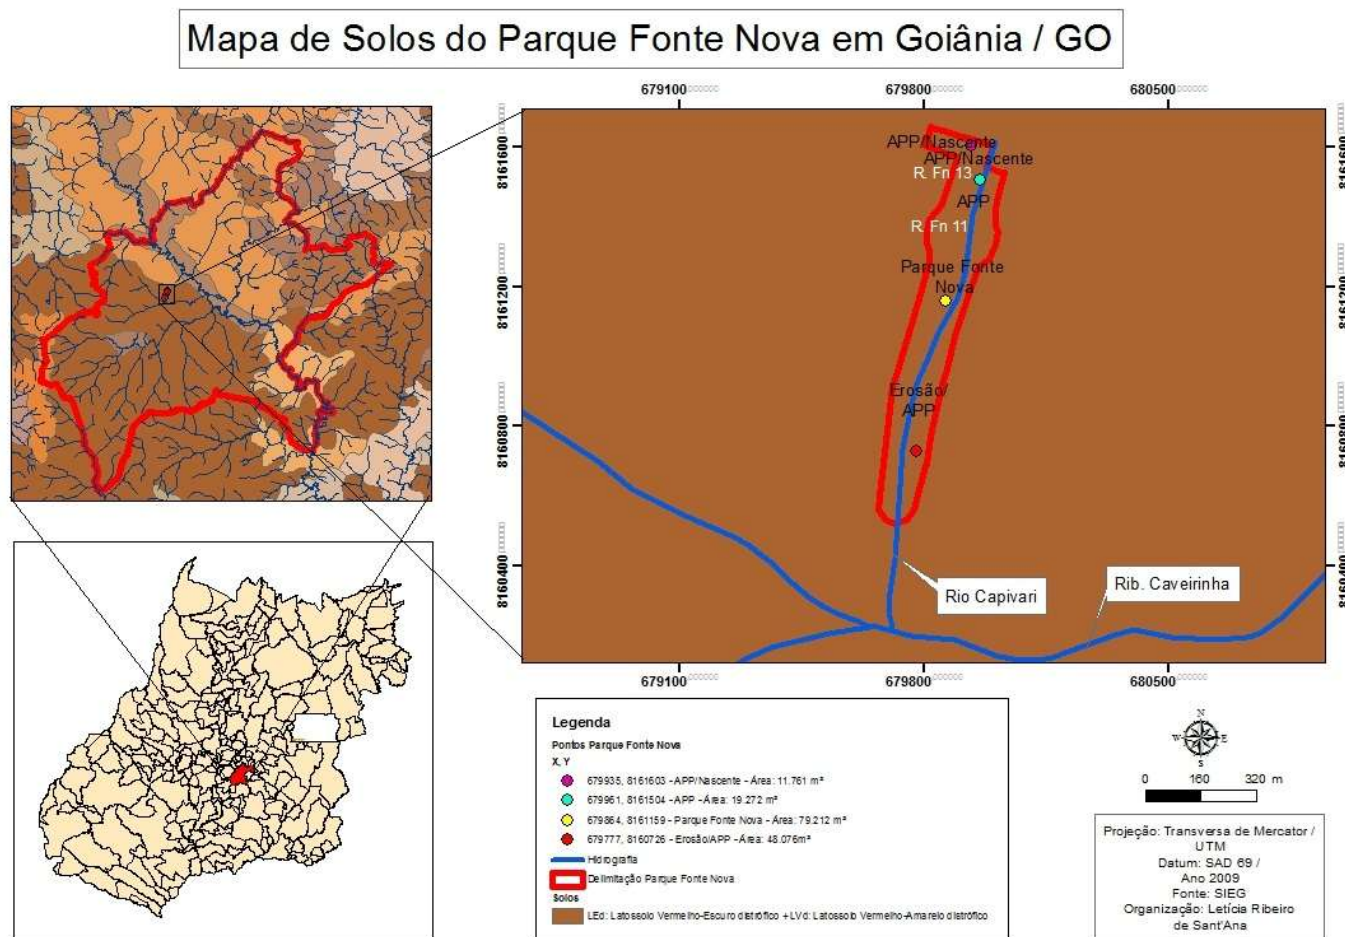 Mapa de Solos do Parque Fonte Nova em Goiânia / GO
679100 679800 680500
8161600 8161600
8161200 8161200
8160800 8160800
8160400 8160400
APP/Nascente
APP/Nascente
R. Fn 13
APP
R. Fn 11
Parque Fonte
Nova
Erosão/
APP
Rio Capivari
Rib. Caveirinha
679100 679800 680500
Legenda
Pontos Parque Fonte Nova
X, Y
679935, 8161603 - APP/Nascente - Área: 11.761 m²
679961, 8161504 - APP - Área: 19.272 m²
679864, 8161159 - Parque Fonte Nova - Área: 79.212 m²
679777, 8160726 - Erosão/APP - Área: 48.076m²
Hidrografia
Delimitação Parque Fonte Nova
Solos
LEd: Latossolo Vermelho-Escuro distrófico + LVd: Latossolo Vermelho-Amarelo distrófico
N
W E
S
0 160 320 m
Projeção: Transversa de Mercator /
UTM
Datum: SAD 69 /
Ano 2009
Fonte: SIEG
Organização: Letícia Ribeiro
de Sant'Ana